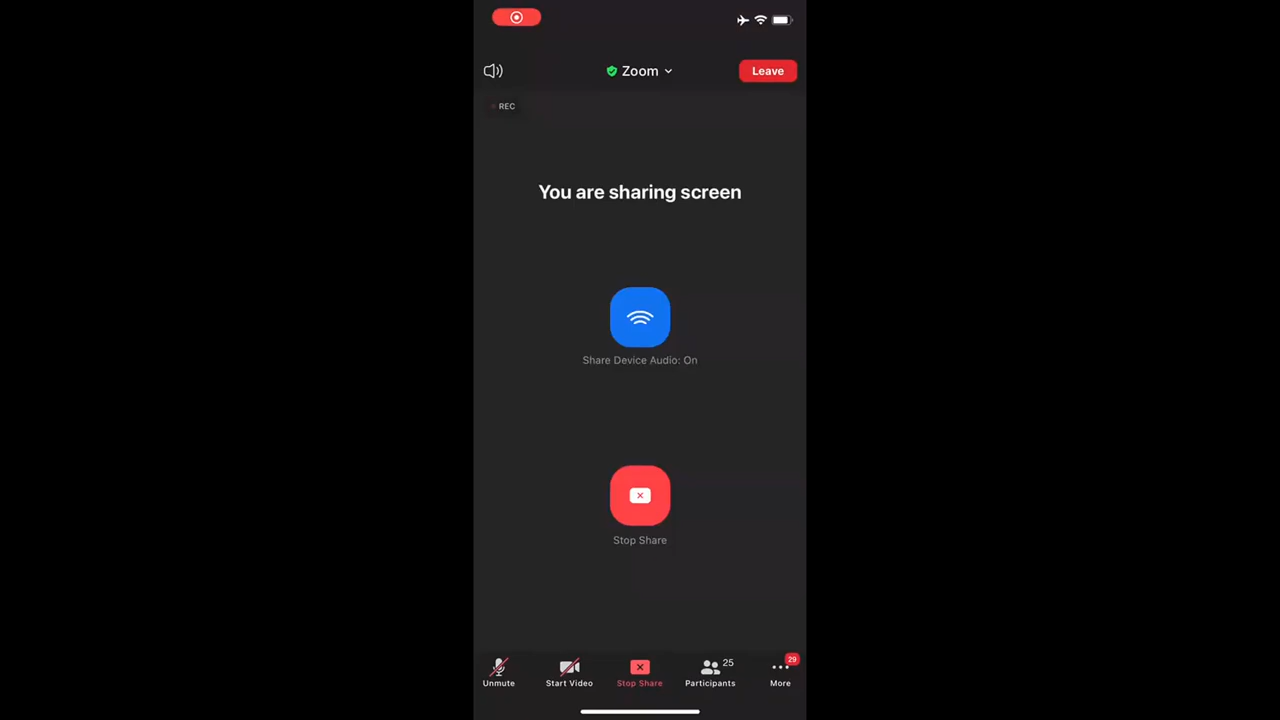 Zoom
Leave
REC
You are sharing screen
Share Device Audio: On
Stop Share
25
29
Unmute
Start Video
Stop Share
Participants
More